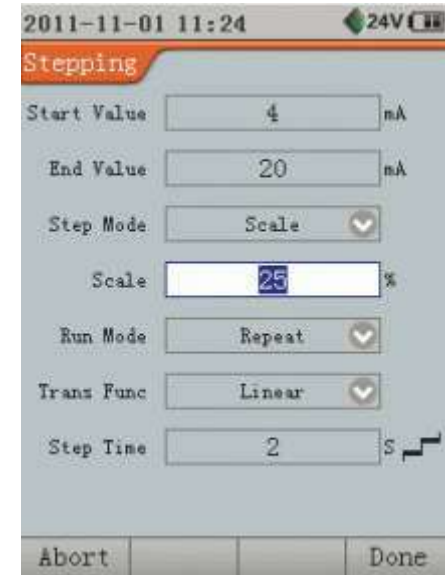 2011-11-01 11:24 24V
Stepping
Start Value 4 mA
End Value 20 mA
Step Mode Scale
Scale 25 %
Run Mode Repeat
Trans Func Linear
Step Time 2 S
Abort Done